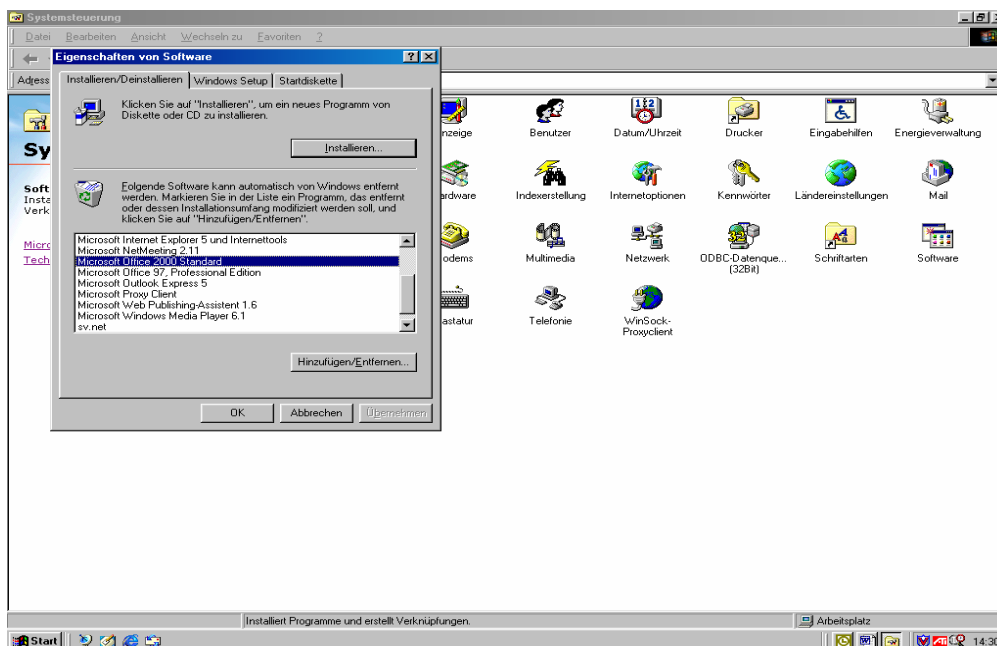 Systemsteuerung
Datei Bearbeiten Ansicht Wechseln zu Favoriten ?
Eigenschaften von Software
Adress
Installieren/Deinstallieren Windows Setup Startdiskette
Klicken Sie auf "Installieren", um ein neues Programm von
Diskette oder CD zu installieren.
Installieren...
Folgende Software kann automatisch von Windows entfernt
werden. Markieren Sie in der Liste ein Programm, das entfernt
oder dessen Installationsumfang modifiziert werden soll, und
klicken Sie auf "Hinzufügen/Entfernen".
Microsoft Internet Explorer 5 und Internettools
Microsoft NetMeeting 2.11
Microsoft Office 2000 Standard
Microsoft Office 97, Professional Edition
Microsoft Outlook Express 5
Microsoft Proxy Client
Microsoft Web Publishing-Assistent 1.6
Microsoft Windows Media Player 6.1
sv.net
Hinzufügen/Entfernen...
OK Abbrechen Übernehmen
Sy
Soft
Insta
Verk
Micro
Tech
nzeige Benutzer Datum/Uhrzeit Drucker Eingabehilfen Energieverwaltung
ardware Indexerstellung Internetoptionen Kennwörter Ländereinstellungen Mail
odems Multimedia Netzwerk ODBC-Datenque...
(32Bit) Schriftarten Software
astatur Telefonie WinSock-
Proxyclient
Installiert Programme und erstellt Verknüpfungen. Arbeitsplatz
Start 14:30